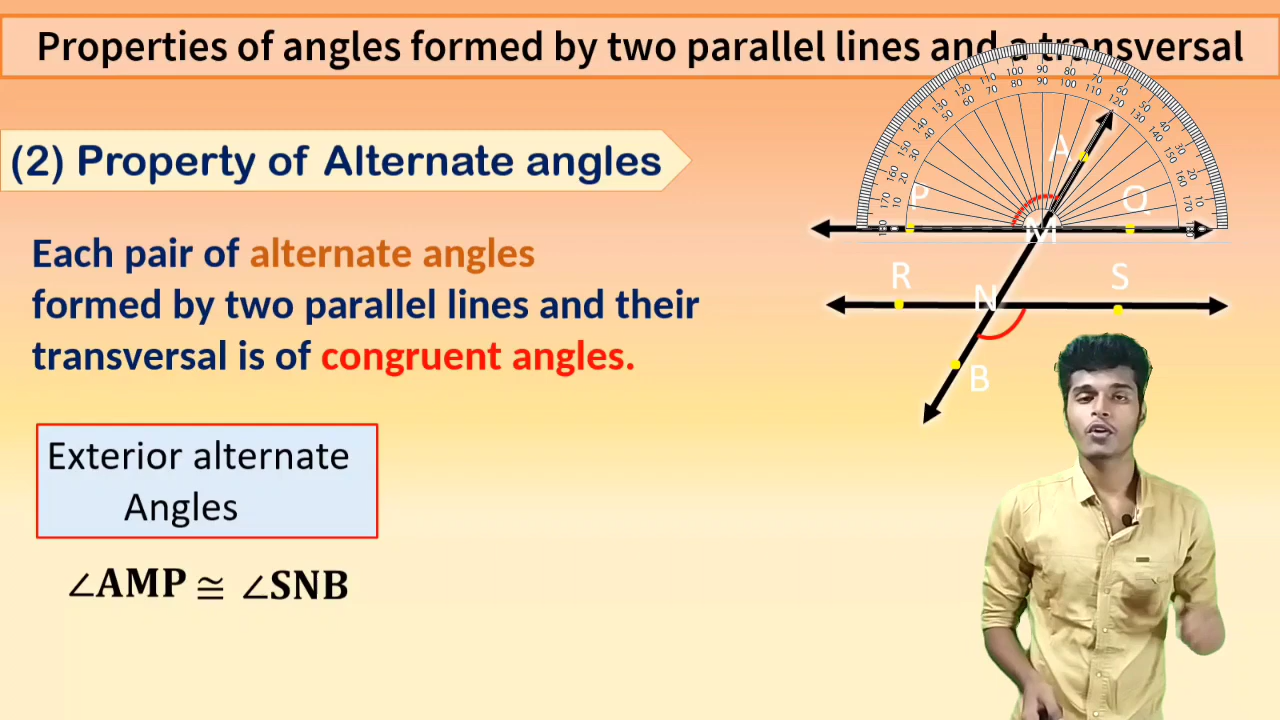 Properties of angles formed by two parallel lines and a transversal
(2) Property of Alternate angles
Each pair of alternate angles
formed by two parallel lines and their
transversal is of congruent angles.
Exterior alternate
Angles
∠AMP ≅ ∠SNB
A
P
Q
M
R
N
S
B